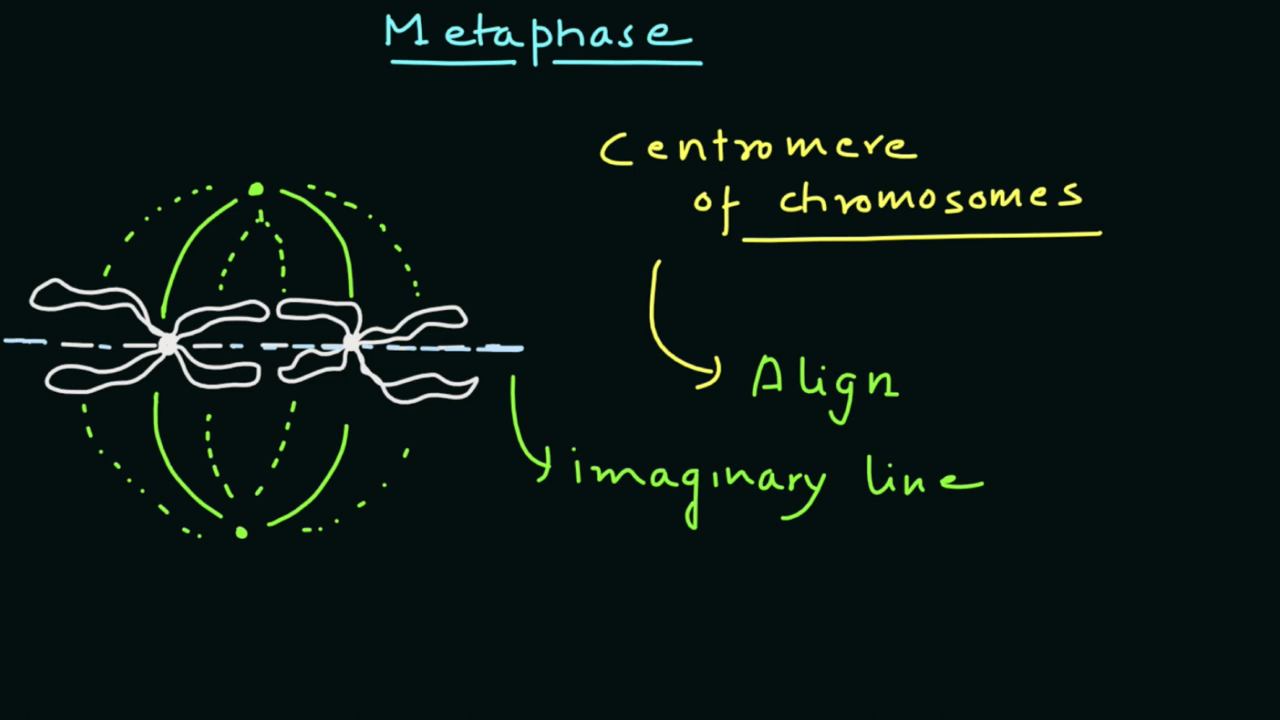 Metaphase
Centromere
of chromosomes
Align
imaginary line